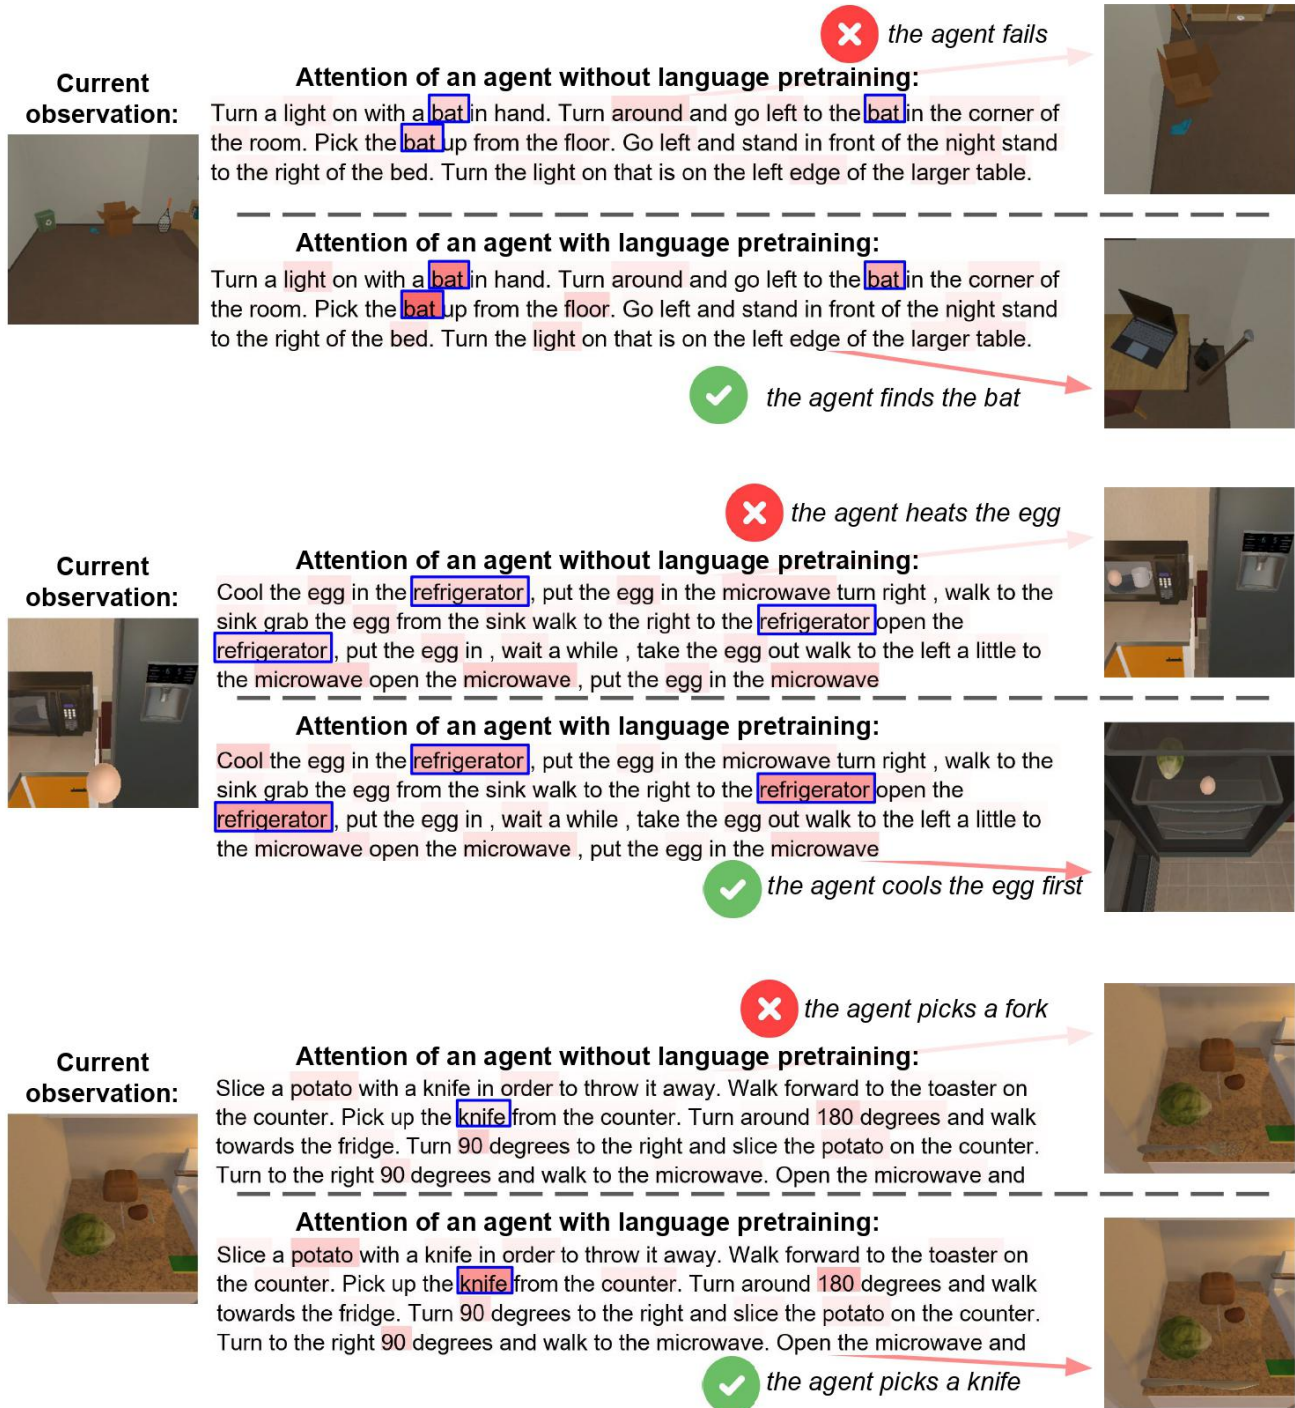 the agent fails
Current
observation:
Attention of an agent without language pretraining:
Turn a light on with a bat in hand. Turn around and go left to the bat in the corner of
the room. Pick the bat up from the floor. Go left and stand in front of the night stand
to the right of the bed. Turn the light on that is on the left edge of the larger table.
Attention of an agent with language pretraining:
Turn a light on with a bat in hand. Turn around and go left to the bat in the corner of
the room. Pick the bat up from the floor. Go left and stand in front of the night stand
to the right of the bed. Turn the light on that is on the left edge of the larger table.
the agent finds the bat
the agent heats the egg
Current
observation:
Attention of an agent without language pretraining:
Cool the egg in the refrigerator , put the egg in the microwave turn right , walk to the
sink grab the egg from the sink walk to the right to the refrigerator open the
refrigerator , put the egg in , wait a while , take the egg out walk to the left a little to
the microwave open the microwave , put the egg in the microwave
Attention of an agent with language pretraining:
Cool the egg in the refrigerator , put the egg in the microwave turn right , walk to the
sink grab the egg from the sink walk to the right to the refrigerator open the
refrigerator , put the egg in , wait a while , take the egg out walk to the left a little to
the microwave open the microwave , put the egg in the microwave
the agent cools the egg first
the agent picks a fork
Current
observation:
Attention of an agent without language pretraining:
Slice a potato with a knife in order to throw it away. Walk forward to the toaster on
the counter. Pick up the knife from the counter. Turn around 180 degrees and walk
towards the fridge. Turn 90 degrees to the right and slice the potato on the counter.
Turn to the right 90 degrees and walk to the microwave. Open the microwave and
Attention of an agent with language pretraining:
Slice a potato with a knife in order to throw it away. Walk forward to the toaster on
the counter. Pick up the knife from the counter. Turn around 180 degrees and walk
towards the fridge. Turn 90 degrees to the right and slice the potato on the counter.
Turn to the right 90 degrees and walk to the microwave. Open the microwave and
the agent picks a knife